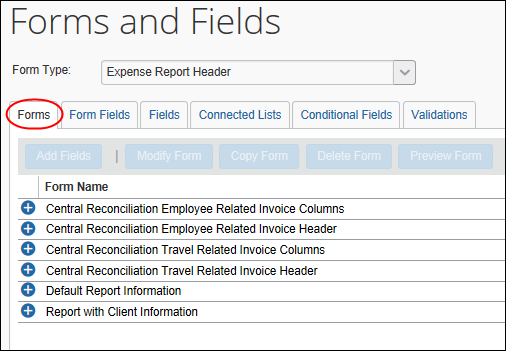 Forms and Fields
Form Type: Expense Report Header
Forms Form Fields Fields Connected Lists Conditional Fields Validations
Add Fields | Modify Form Copy Form Delete Form Preview Form
Form Name
Central Reconciliation Employee Related Invoice Columns
Central Reconciliation Employee Related Invoice Header
Central Reconciliation Travel Related Invoice Columns
Central Reconciliation Travel Related Invoice Header
Default Report Information
Report with Client Information